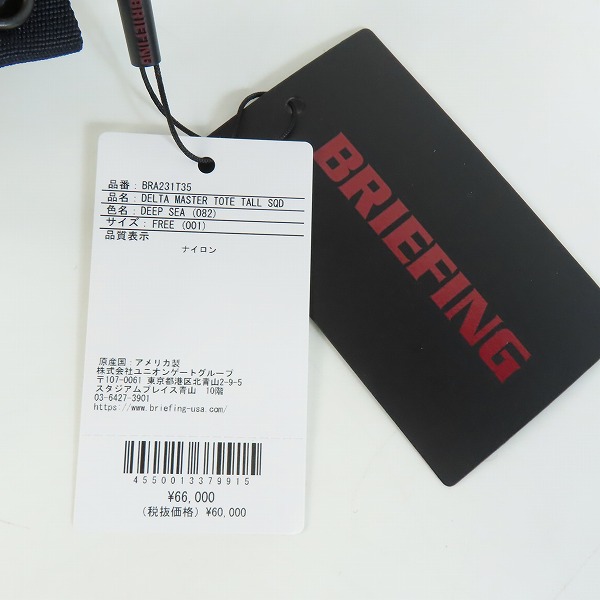 BRIEFING
BRIEFING
品番: BRA231T35
品名: DELTA MASTER TOTE TALL SQD
色名: DEEP SEA (082)
サイズ: FREE (001)
品質表示
ナイロン
原産国:アメリカ製
株式会社ユニオンゲートグループ
〒107-0061 東京都港区北青山2-9-5
スタジアムプレイス青山 10階
03-6427-3901
https://www.briefing-usa.com/
4550013379915
¥66,000
(税抜価格)¥60,000